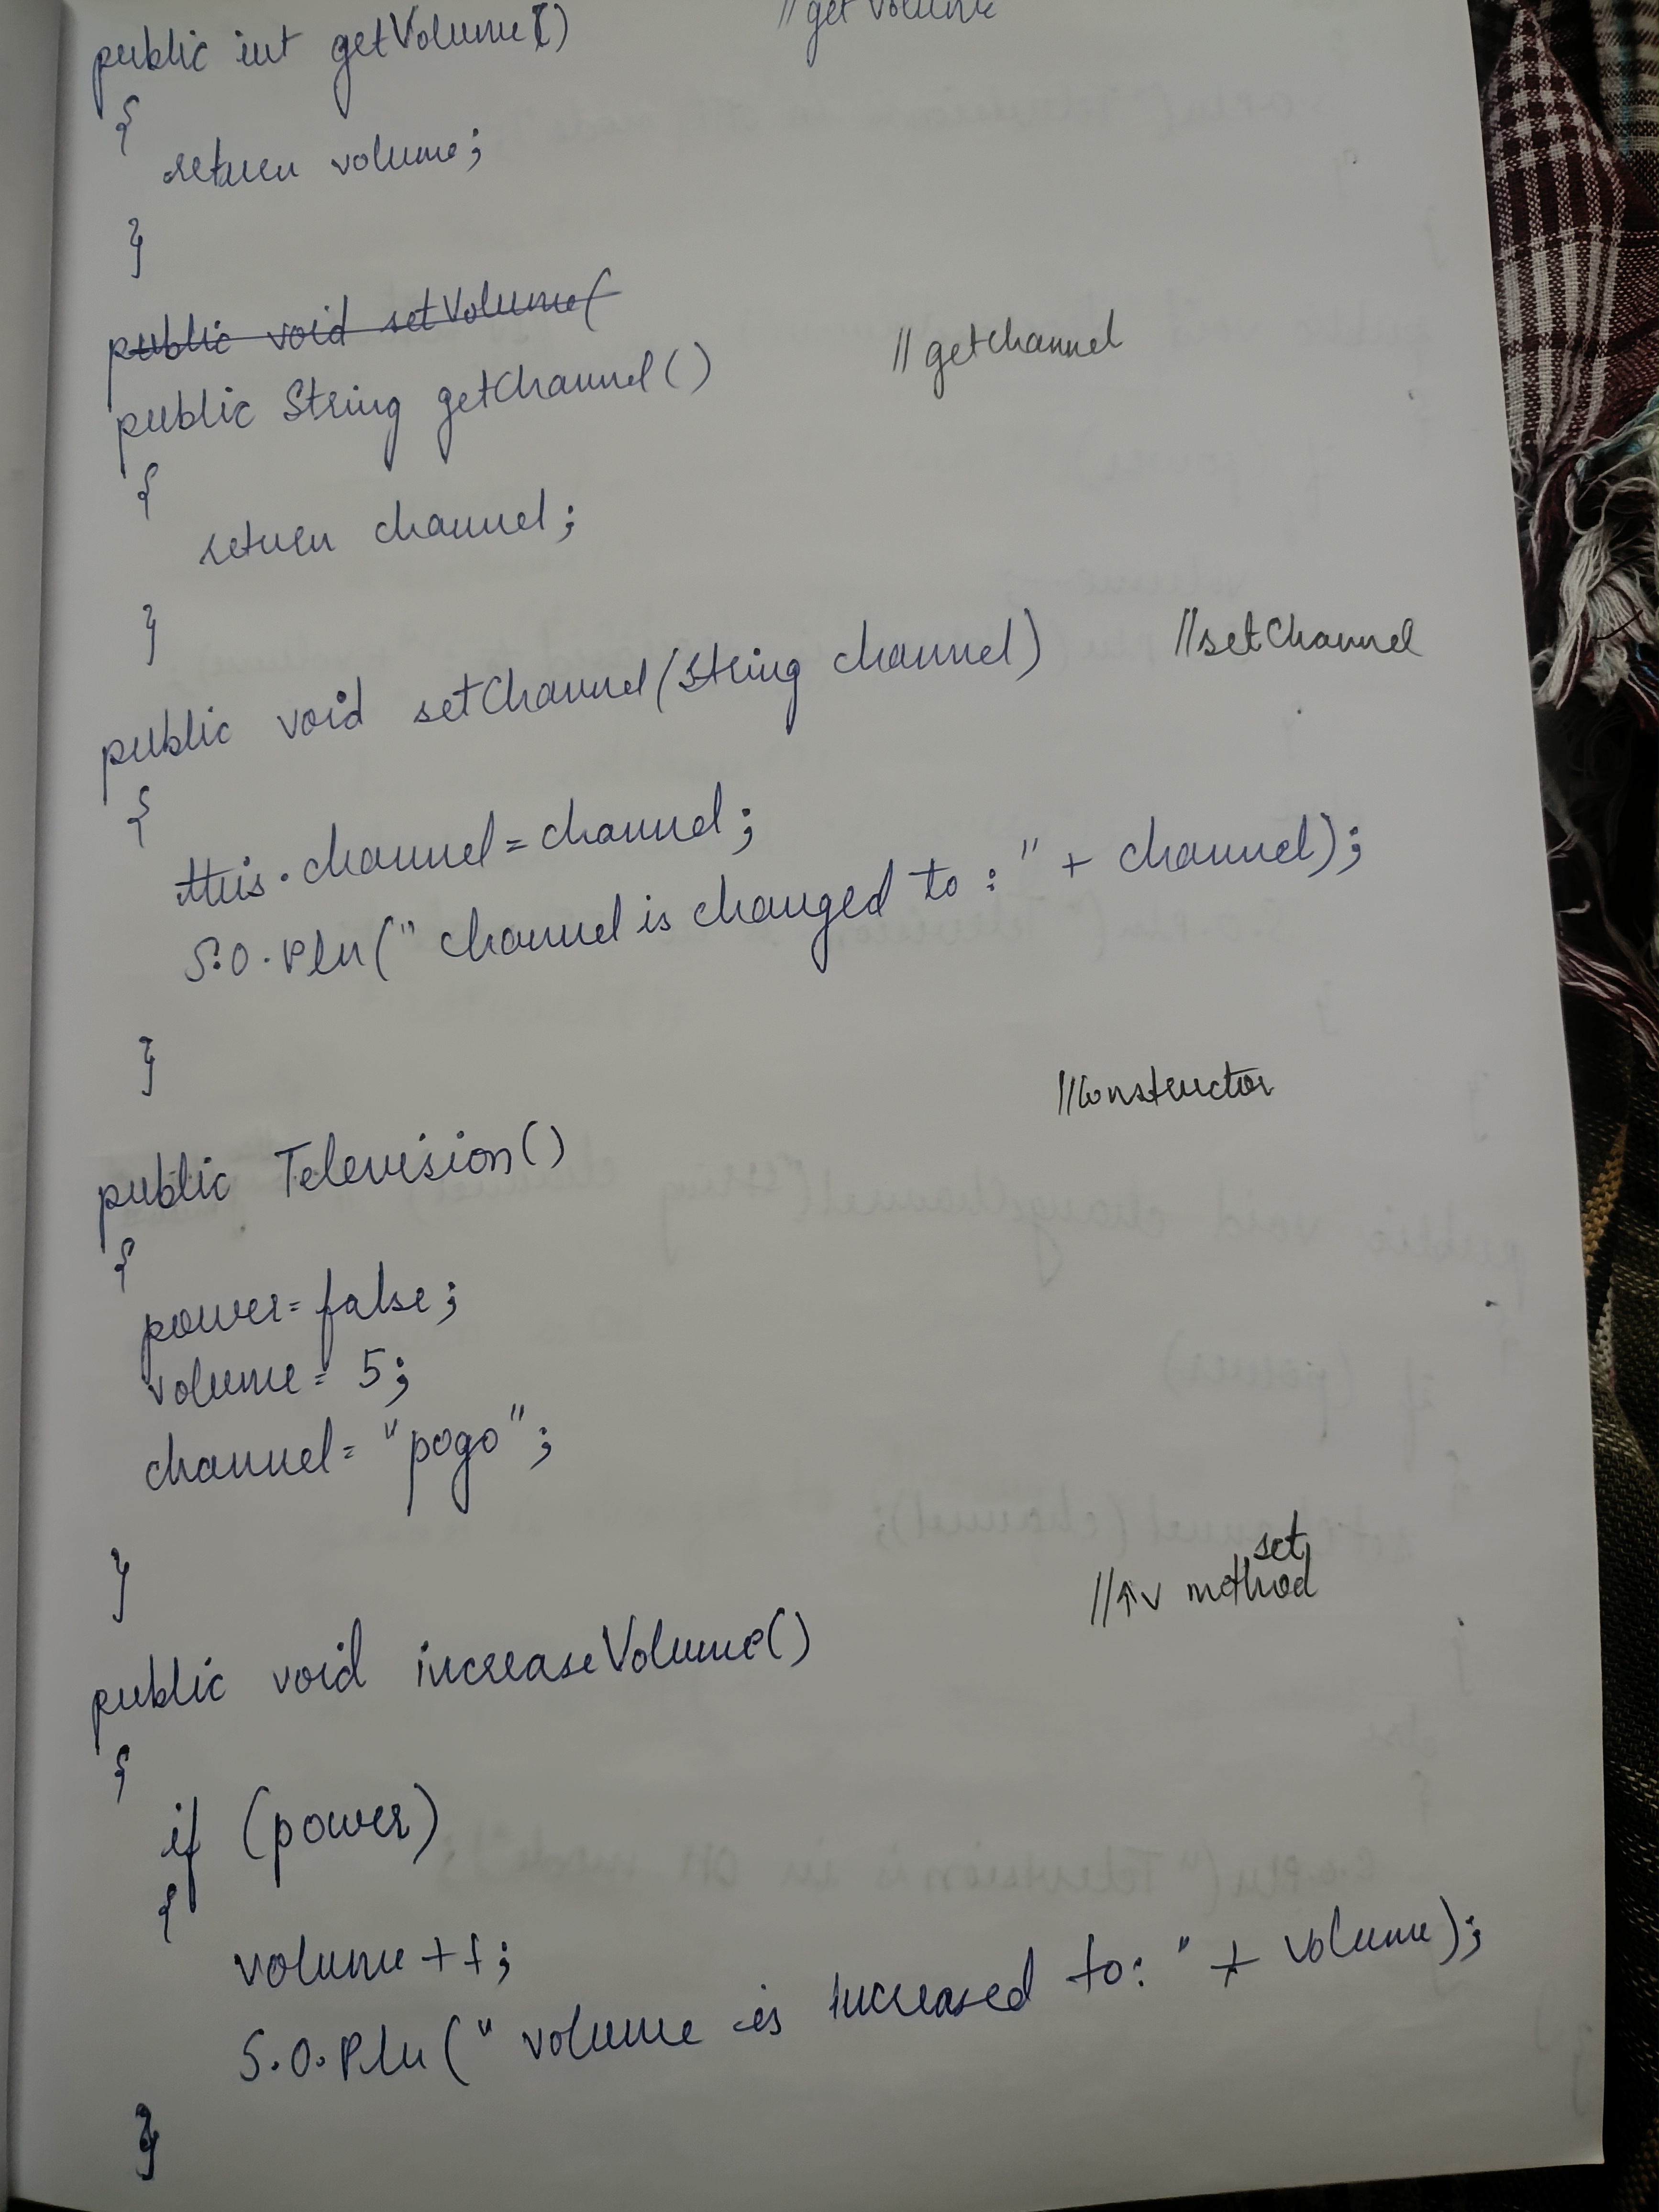 public int getVolume() //get volume
{
return volume;
}
public void setVolume(
public String getChannel() //getchannel
{
return channel;
}
public void setChannel(String channel) //setChannel
{
this.channel=channel;
S.O.Pln("channel is changed to:" + channel);
}
//Constructor
public Television()
{
power=false;
volume= 5;
channel= "pogo";
}
set
//↑v method
public void increaseVolume()
{
if (power)
{
volume++;
S.O.Pln("volume is increased to:" + volume);
}